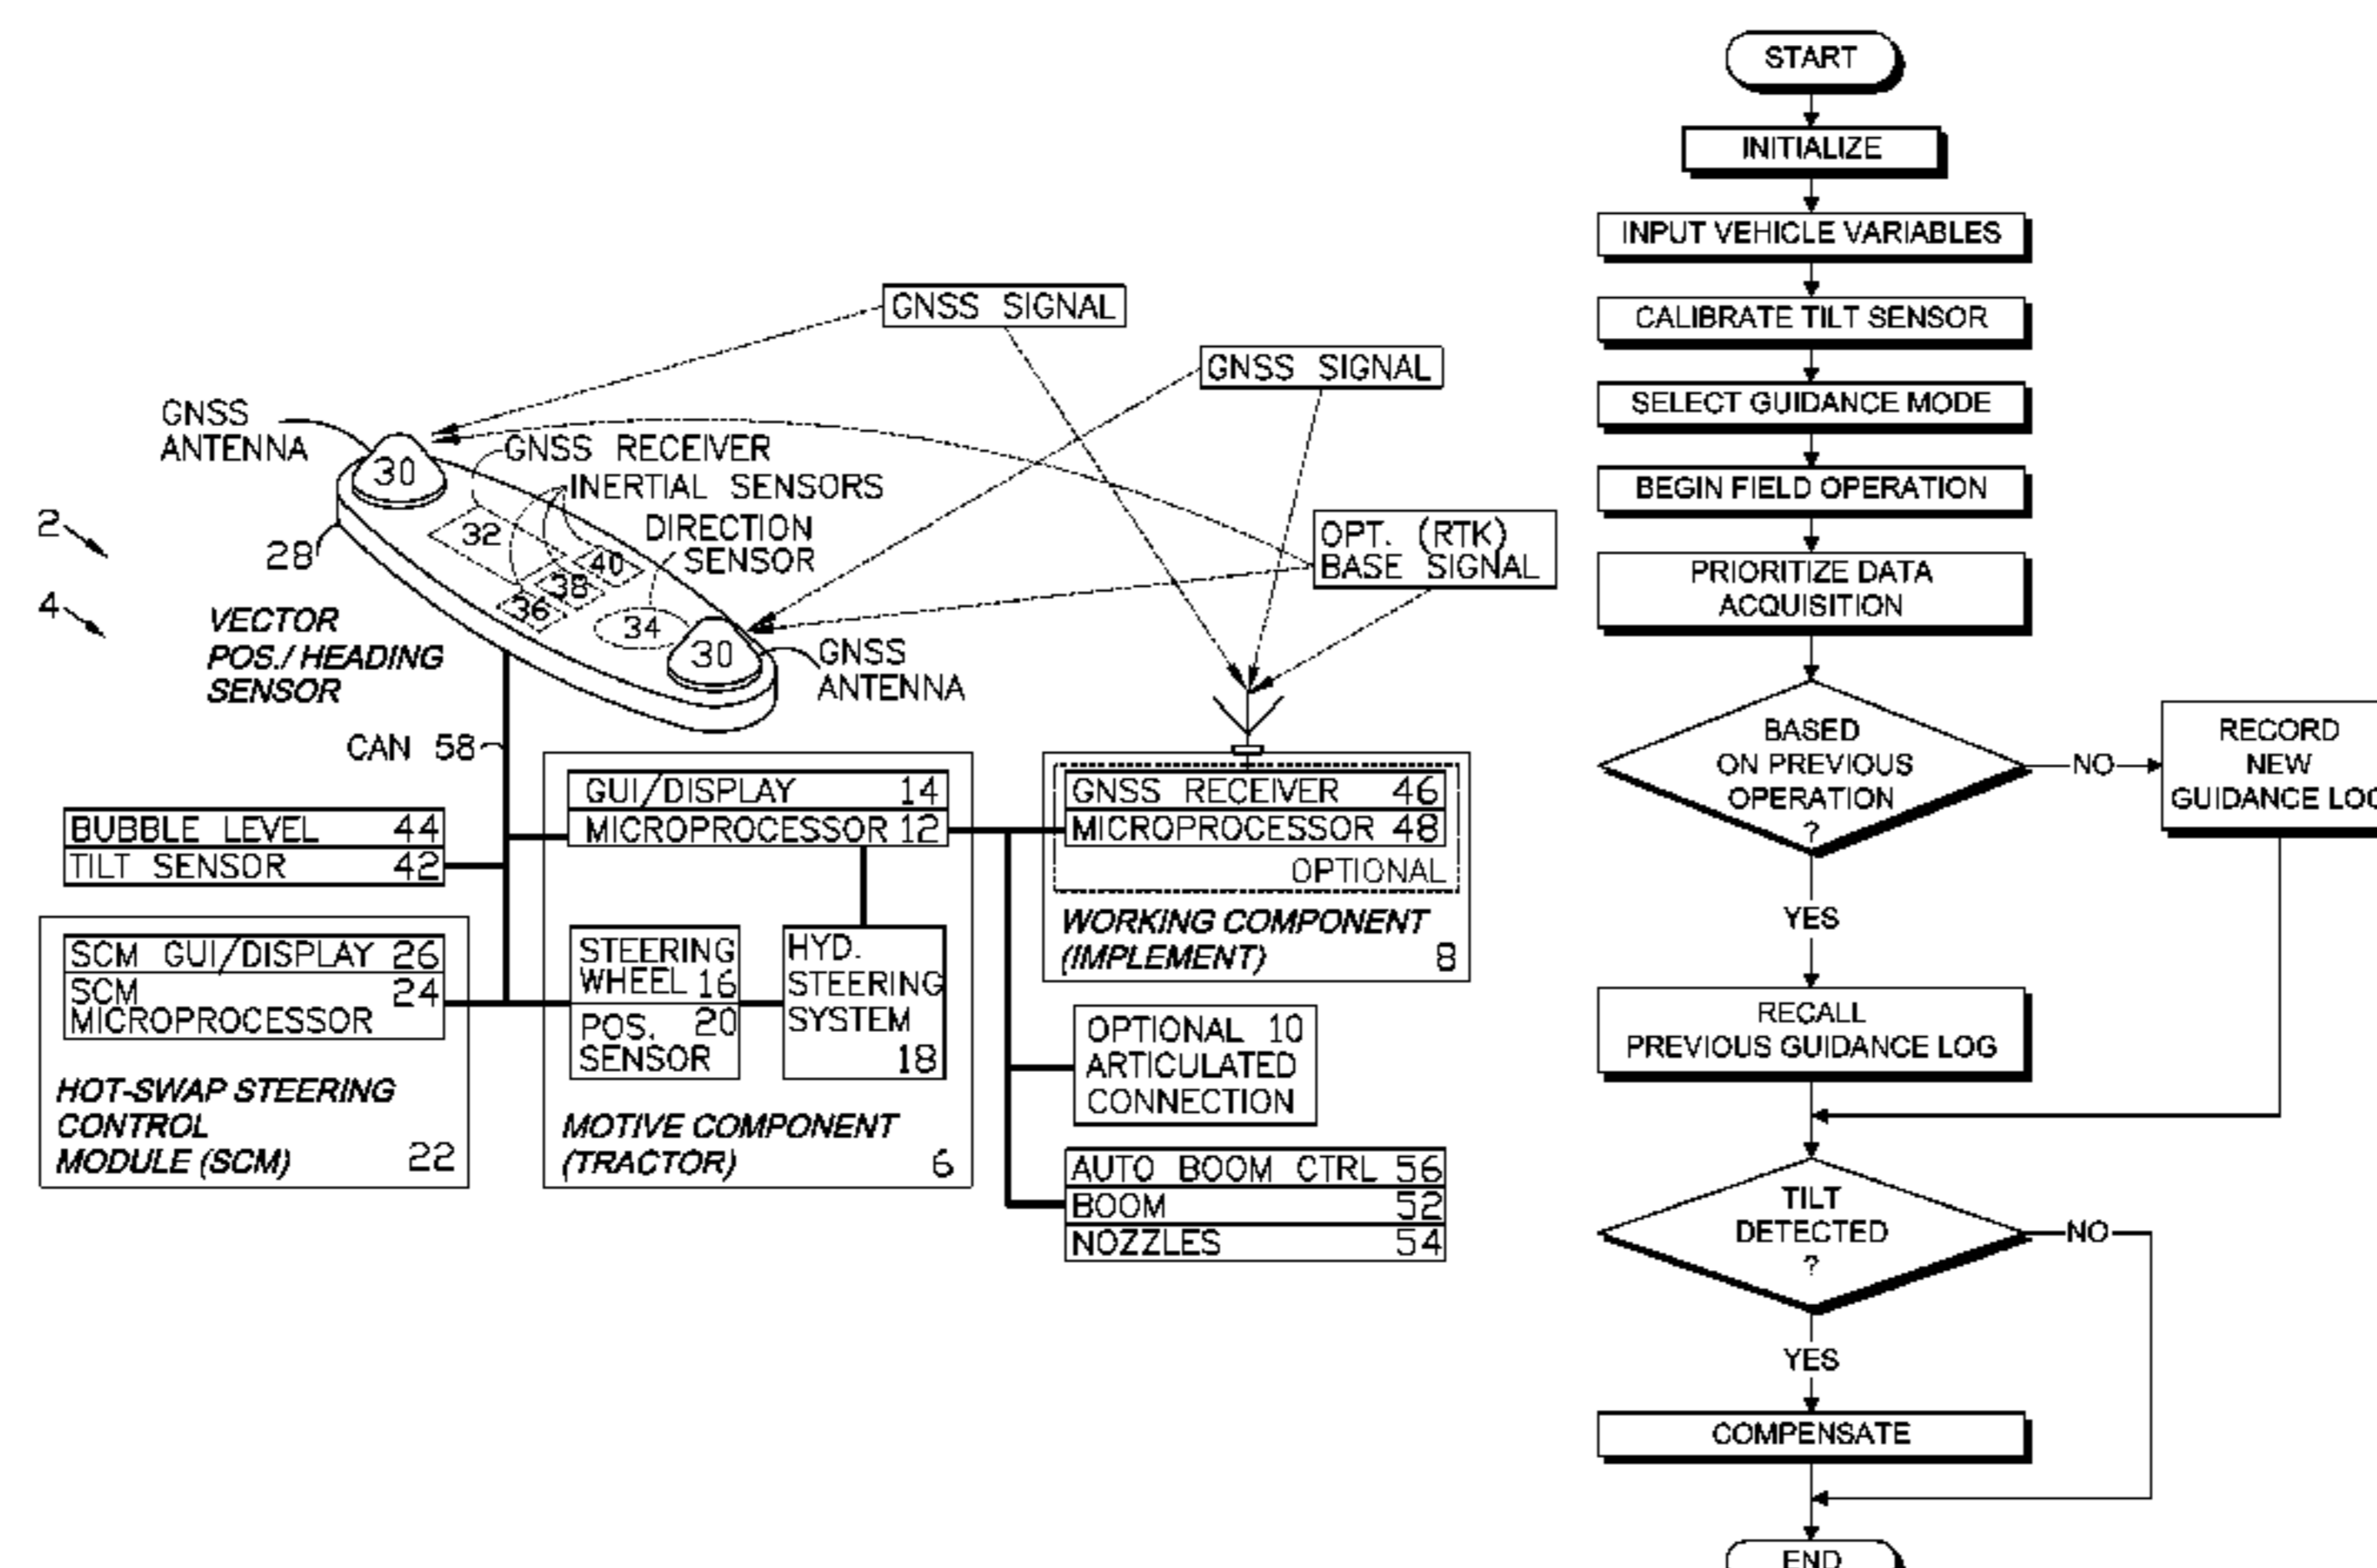 GNSS SIGNAL
GNSS SIGNAL
GNSS
ANTENNA
30
GNSS RECEIVER
INERTIAL SENSORS
DIRECTION
SENSOR
OPT. (RTK)
BASE SIGNAL
2
28
32
40
38
36
34
30
4
VECTOR
POS./ HEADING
SENSOR
GNSS
ANTENNA
CAN 58
BUBBLE LEVEL 44
TILT SENSOR 42
SCM GUI/DISPLAY 26
SCM 24
MICROPROCESSOR
HOT-SWAP STEERING
CONTROL
MODULE (SCM) 22
GUI/DISPLAY 14
MICROPROCESSOR 12
STEERING
WHEEL 16
POS. 20
SENSOR
HYD.
STEERING
SYSTEM
18
MOTIVE COMPONENT
(TRACTOR) 6
GNSS RECEIVER 46
MICROPROCESSOR 48
OPTIONAL
WORKING COMPONENT
(IMPLEMENT) 8
OPTIONAL 10
ARTICULATED
CONNECTION
AUTO BOOM CTRL 56
BOOM 52
NOZZLES 54
START
INITIALIZE
INPUT VEHICLE VARIABLES
CALIBRATE TILT SENSOR
SELECT GUIDANCE MODE
BEGIN FIELD OPERATION
PRIORITIZE DATA
ACQUISITION
BASED
ON PREVIOUS
OPERATION
?
NO
RECORD
NEW
GUIDANCE LOG
YES
RECALL
PREVIOUS GUIDANCE LOG
TILT
DETECTED
?
NO
YES
COMPENSATE
END